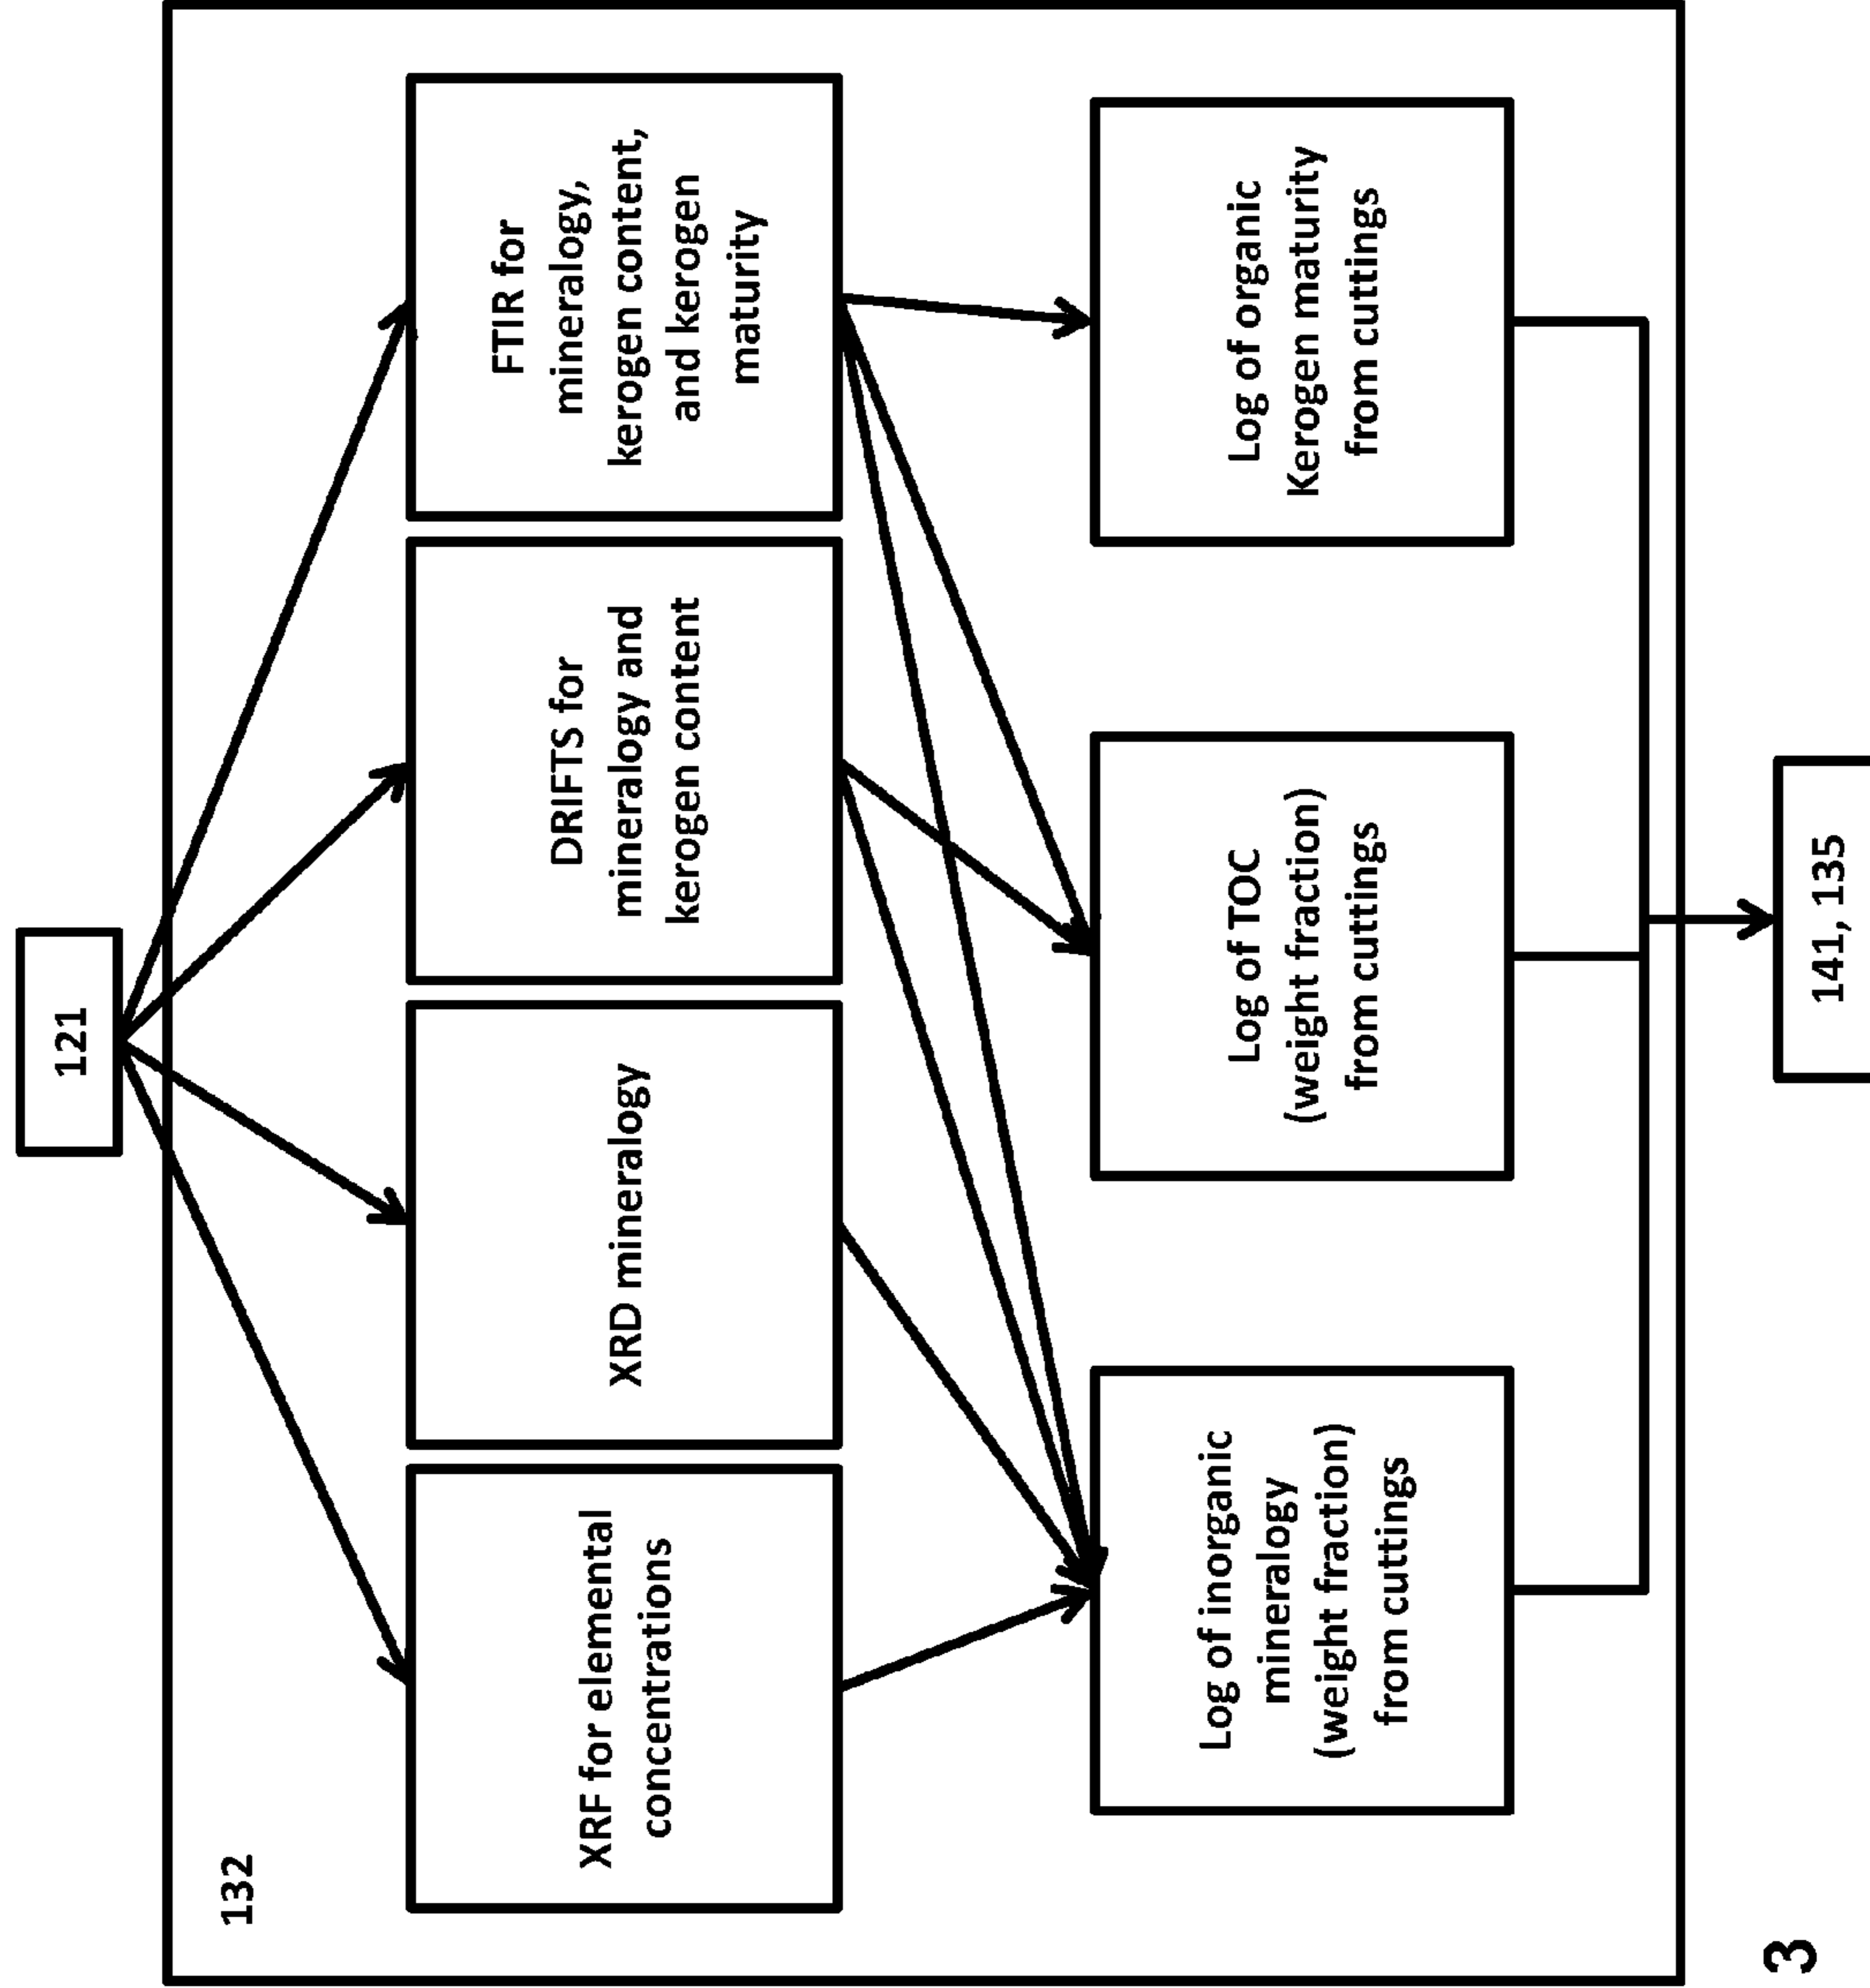 121
132
XRF for elemental
concentrations
XRD mineralogy
DRIFTS for
mineralogy and
kerogen content
FTIR for
mineralogy,
kerogen content,
and kerogen
maturity
Log of inorganic
mineralogy
(weight fraction)
from cuttings
Log of TOC
(weight fraction)
from cuttings
Log of organic
Kerogen maturity
from cuttings
141, 135
3